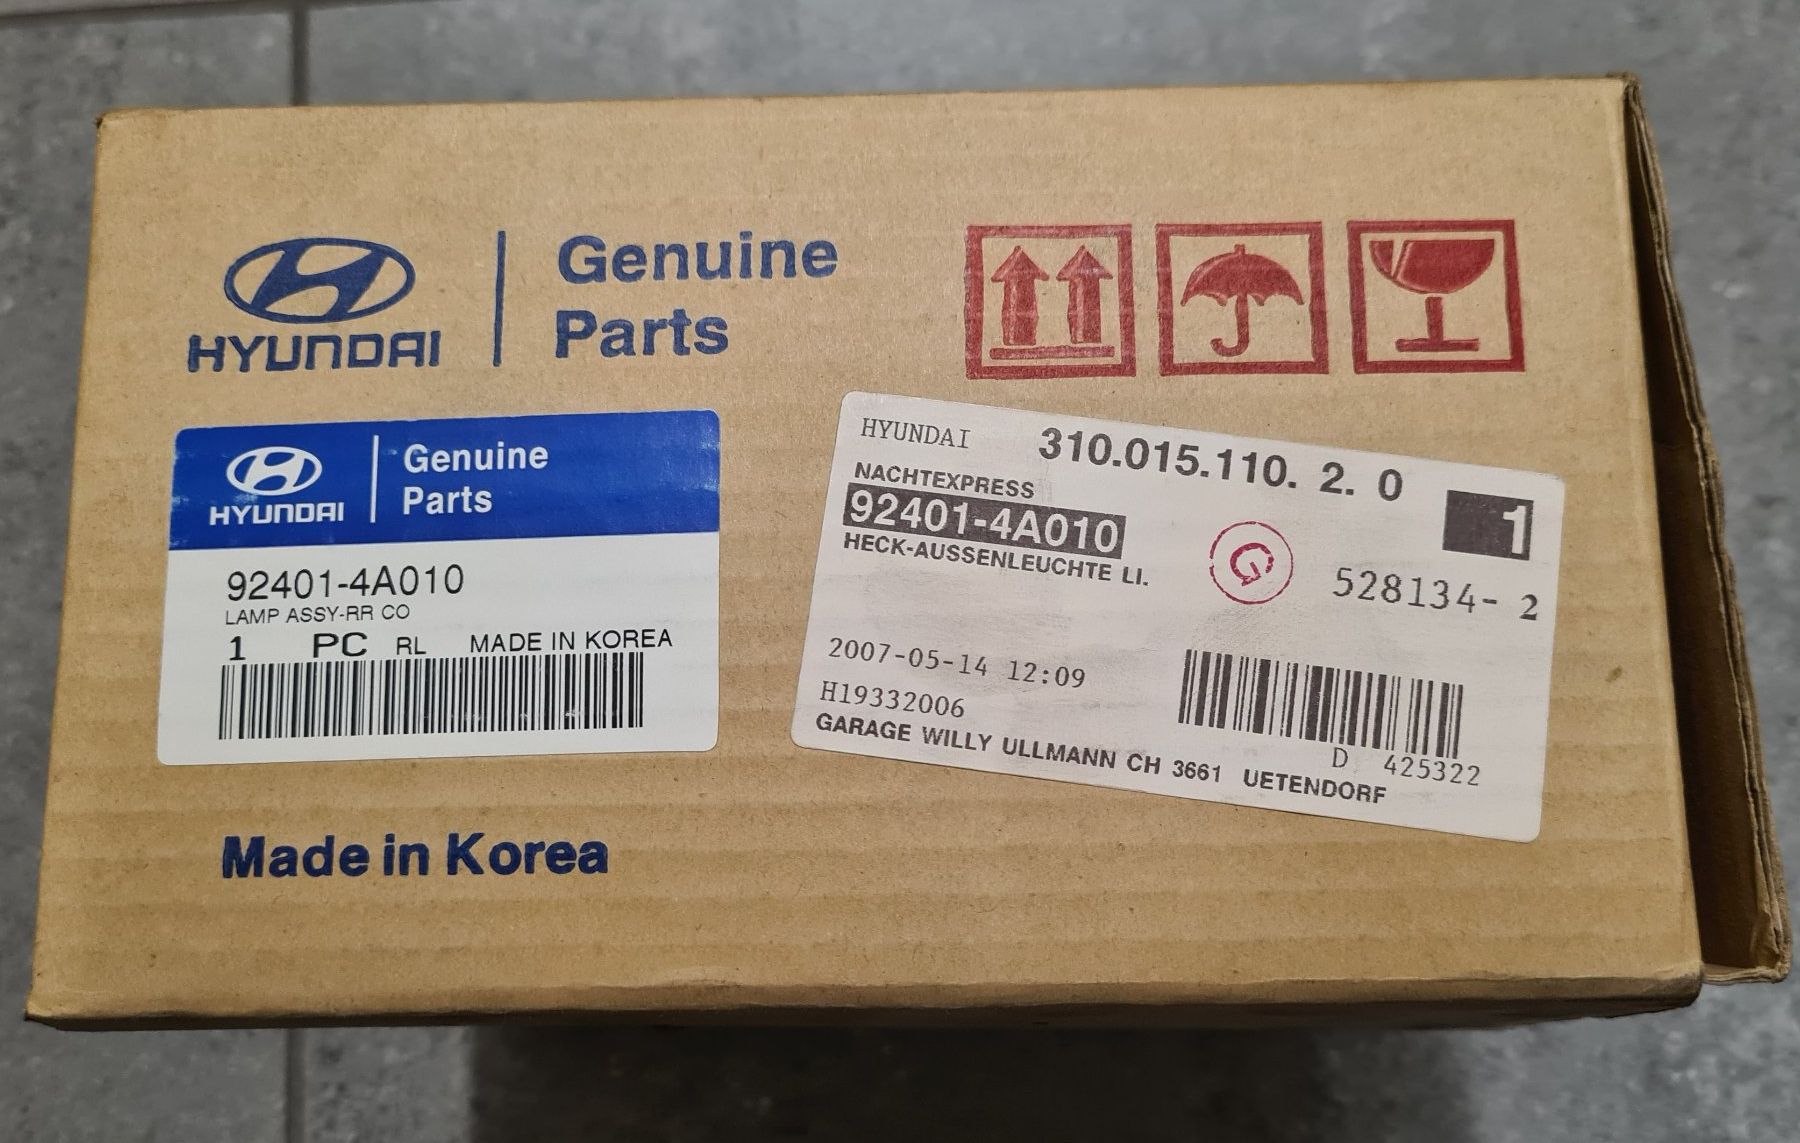 HYUNDAI
Genuine
Parts
HYUNDAI
Genuine
Parts
92401-4A010
LAMP ASSY-RR CO
1 PC RL MADE IN KOREA
Made in Korea
HYUNDAI 310.015.110. 2. 0
NACHTEXPRESS
92401-4A010
1
HECK-AUSSENLEUCHTE LI.
G
528134- 2
2007-05-14 12:09
H19332006
D 425322
GARAGE WILLY ULLMANN CH 3661 UETENDORF